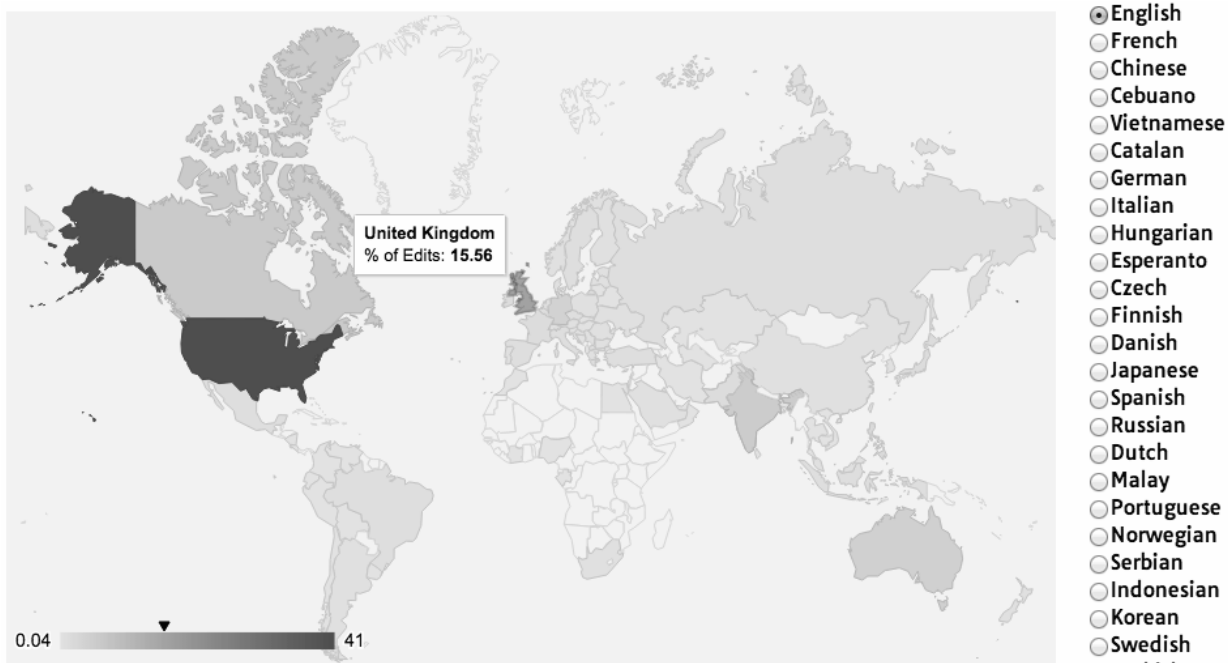 United Kingdom
% of Edits: 15.56
0.04
41
English
French
Chinese
Cebuano
Vietnamese
Catalan
German
Italian
Hungarian
Esperanto
Czech
Finnish
Danish
Japanese
Spanish
Russian
Dutch
Malay
Portuguese
Norwegian
Serbian
Indonesian
Korean
Swedish